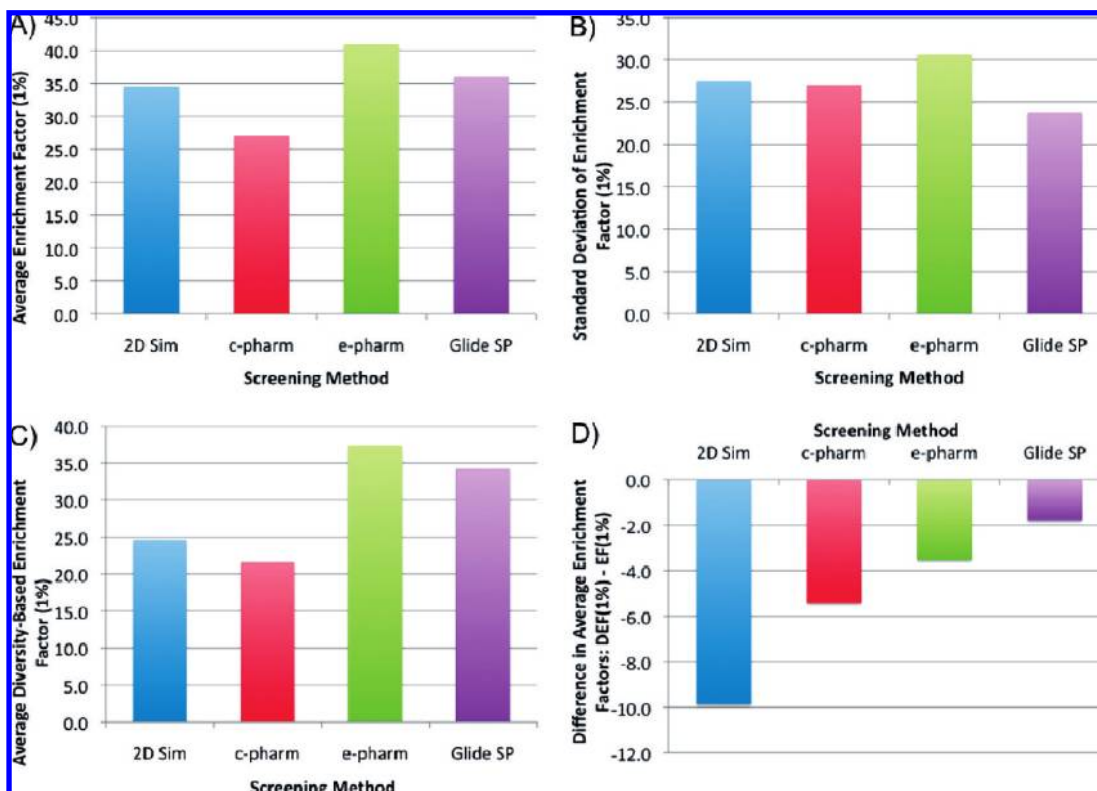 A)
Average Enrichment Factor (1%)
45.0
40.0
35.0
30.0
25.0
20.0
15.0
10.0
5.0
0.0
2D Sim c-pharm e-pharm Glide SP
Screening Method
B)
Standard Deviation of Enrichment
Factor (1%)
35.0
30.0
25.0
20.0
15.0
10.0
5.0
0.0
2D Sim c-pharm e-pharm Glide SP
Screening Method
C)
Average Diversity-Based Enrichment
Factor (1%)
40.0
35.0
30.0
25.0
20.0
15.0
10.0
5.0
0.0
2D Sim c-pharm e-pharm Glide SP
Screening Method
D)
Difference in Average Enrichment
Factors: DEF(1%) - EF(1%)
Screening Method
2D Sim c-pharm e-pharm Glide SP
0.0
-2.0
-4.0
-6.0
-8.0
-10.0
-12.0